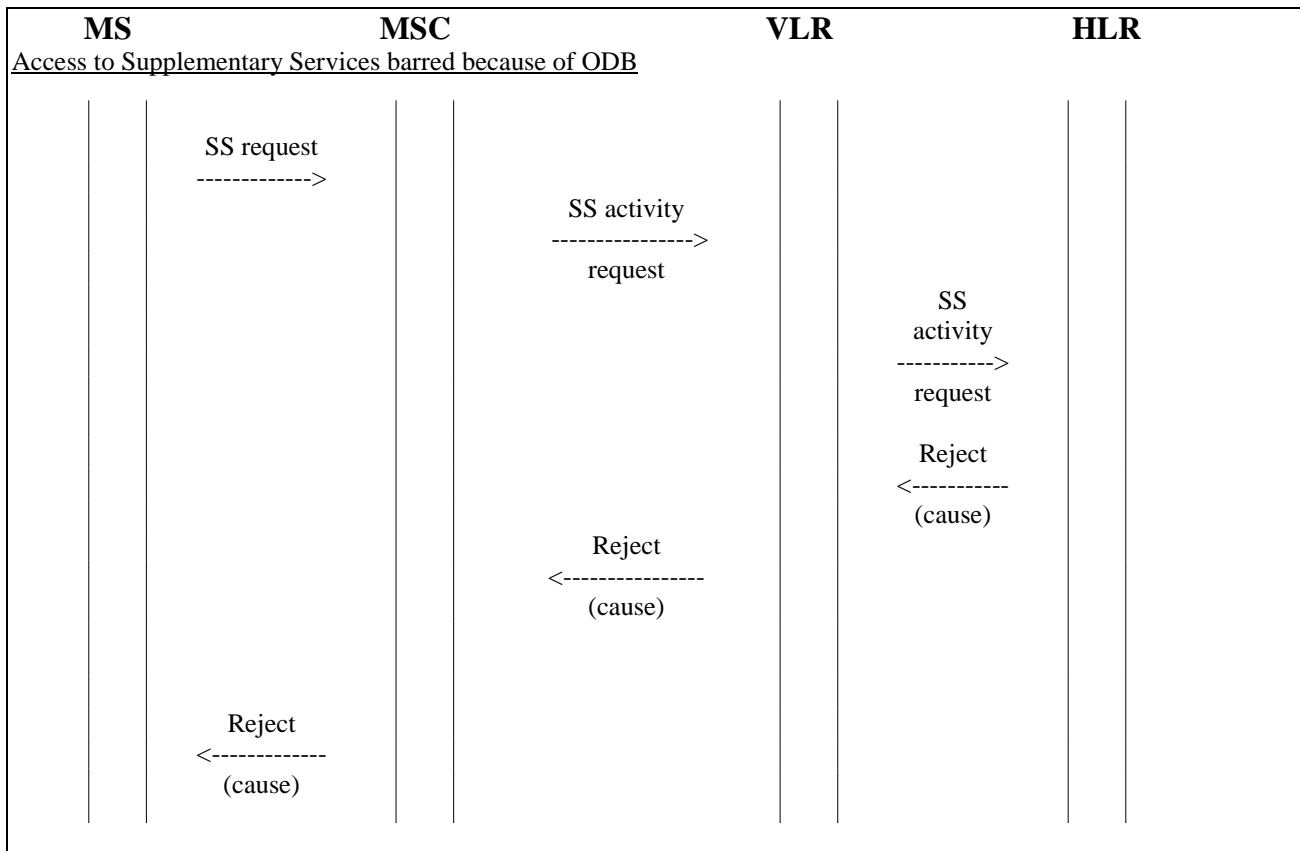 MS MSC VLR HLR
Access to Supplementary Services barred because of ODB
SS request
------------->
SS activity
----------------->
request
SS
activity
----------->
request
Reject
<-----------
(cause)
Reject
<-----------------
(cause)
Reject
<-------------
(cause)